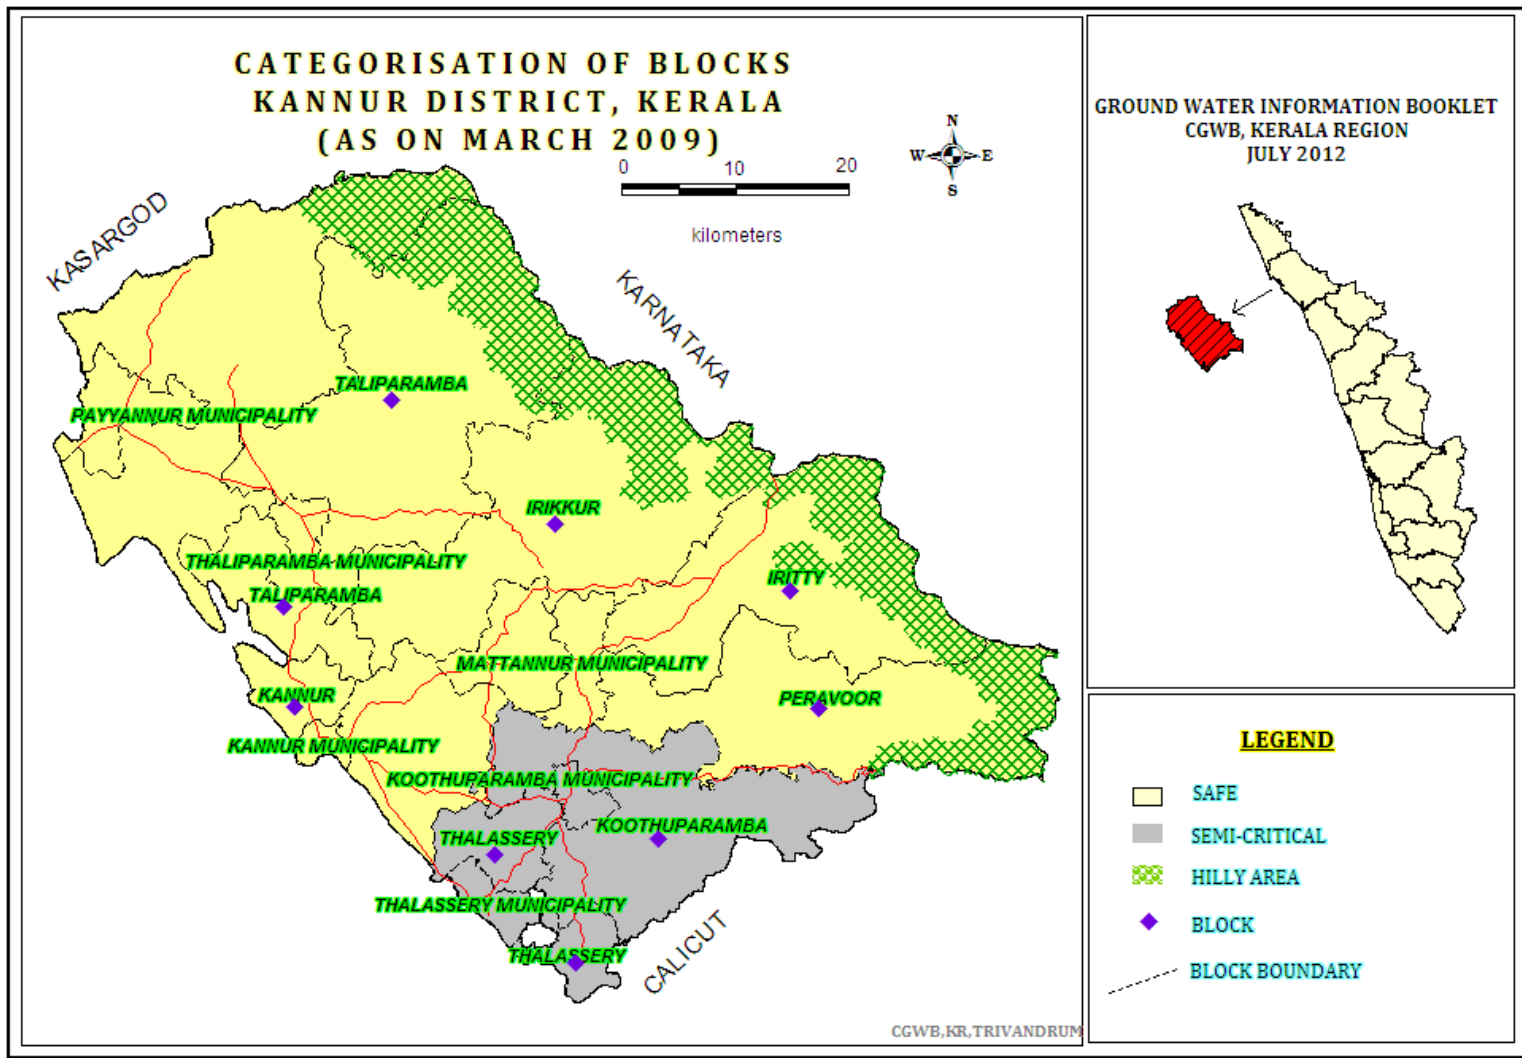 CATEGORISATION OF BLOCKS
KANNUR DISTRICT, KERALA
(AS ON MARCH 2009)
N
W E
S
0 10 20
kilometers
KASARGOD
KARNATAKA
TALIPARAMBA
PAYYANNUR MUNICIPALITY
IRIKKUR
THALIPARAMBA MUNICIPALITY
IRITTY
TALIPARAMBA
MATTANNUR MUNICIPALITY
KANNUR
PERAVOOR
KANNUR MUNICIPALITY
KOOTHUPARAMBA MUNICIPALITY
KOOTHUPARAMBA
THALASSERY
THALASSERY MUNICIPALITY
THALASSERY
CALICUT
CGWB,KR,TRIVANDRUM
GROUND WATER INFORMATION BOOKLET
CGWB, KERALA REGION
JULY 2012
LEGEND
SAFE
SEMI-CRITICAL
HILLY AREA
BLOCK
BLOCK BOUNDARY